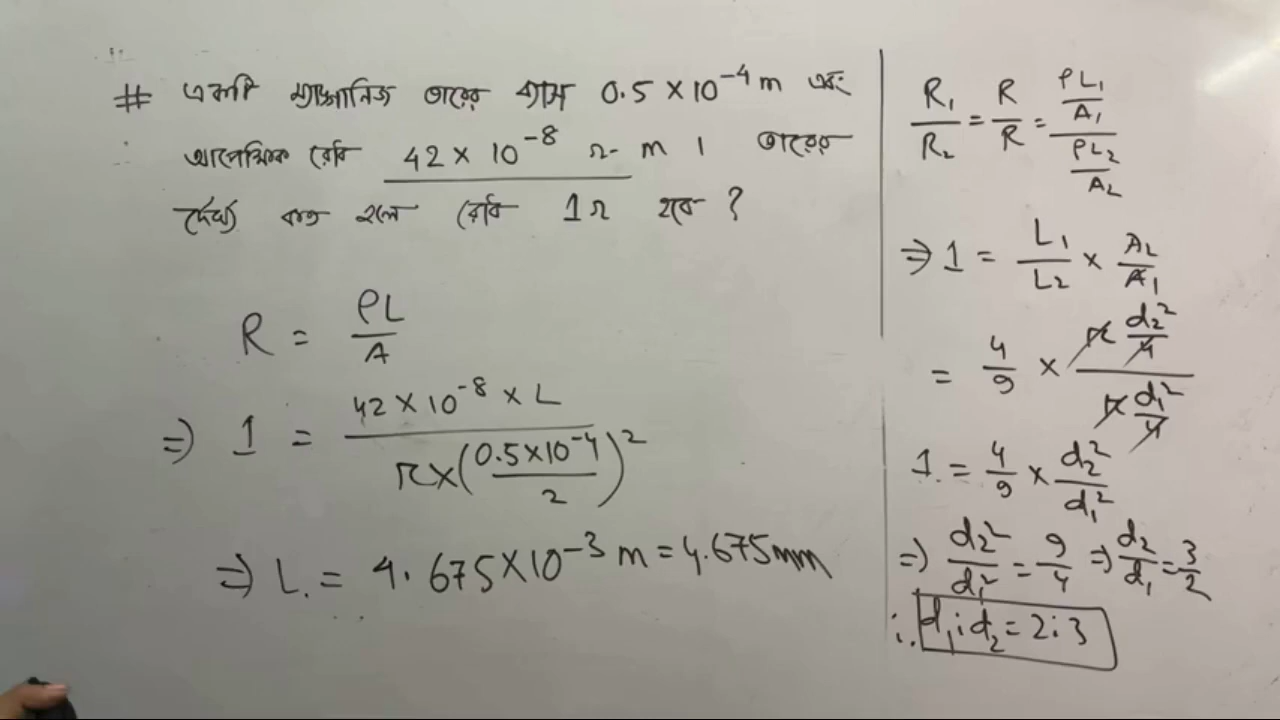 # একটি ম্যাঙ্গানিজ তারের ব্যাস 0.5 × 10⁻⁴ m এবং
আপেক্ষিক রোধ 42 × 10⁻⁸ Ω-m। তারের
দৈর্ঘ্য কত হলে রোধ 1Ω হবে ?
R = ρL/A
⇒ 1 = (42 × 10⁻⁸ × L)/(π×(0.5×10⁻⁴/2)²)
⇒ L. = 4.675×10⁻³ m = 4.675mm
R₁/R₂ = R/R = (ρL₁/A₁)/(ρL₂/A₂)
⇒ 1 = L₁/L₂ × A₂/A₁
= 4/9 × (π d₂²/4)/(π d₁²/4)
1. = 4/9 × d₂²/d₁²
⇒ d₂²/d₁² = 9/4 ⇒ d₂/d₁ = 3/2
∴ d₁:d₂ = 2:3